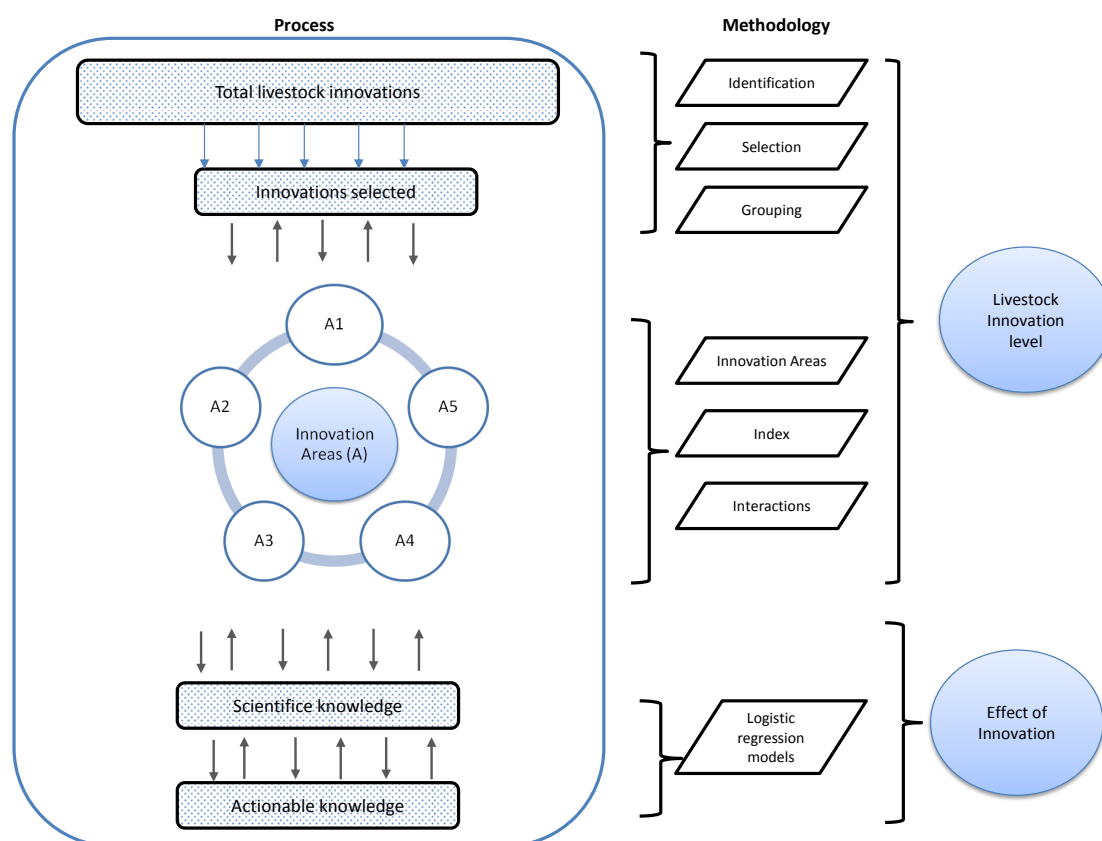 Process
Methodology
Total livestock innovations
Innovations selected
A1
A2
A5
Innovation
Areas (A)
A3
A4
Scientifice knowledge
Actionable knowledge
Identification
Selection
Grouping
Innovation Areas
Index
Interactions
Logistic
regression
models
Livestock
Innovation
level
Effect of
Innovation